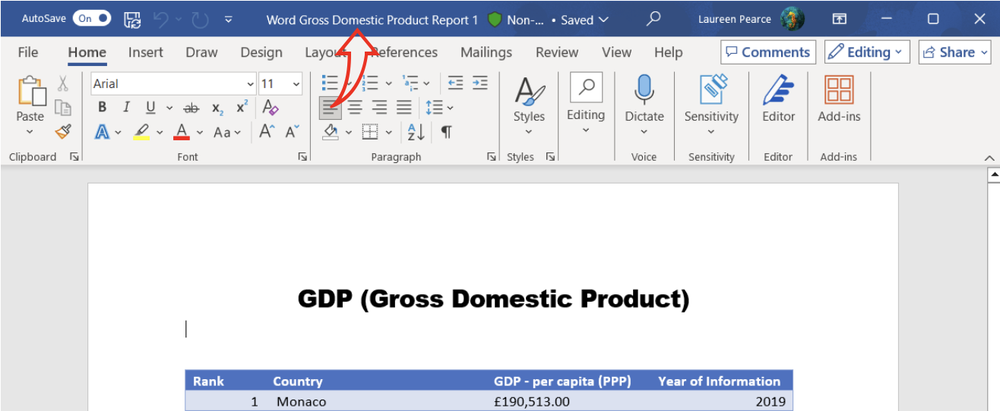 AutoSave On Word Gross Domestic Product Report 1 Non-... • Saved Laureen Pearce
File Home Insert Draw Design Layout References Mailings Review View Help Comments Editing Share
Arial 11
Paste B I U ab x2 x2 A Styles Editing Dictate Sensitivity Editor Add-ins
A A Aa A A A Z
Clipboard Font Paragraph Styles Voice Sensitivity Editor Add-ins
GDP (Gross Domestic Product)
Rank Country GDP - per capita (PPP) Year of Information
1 Monaco £190,513.00 2019